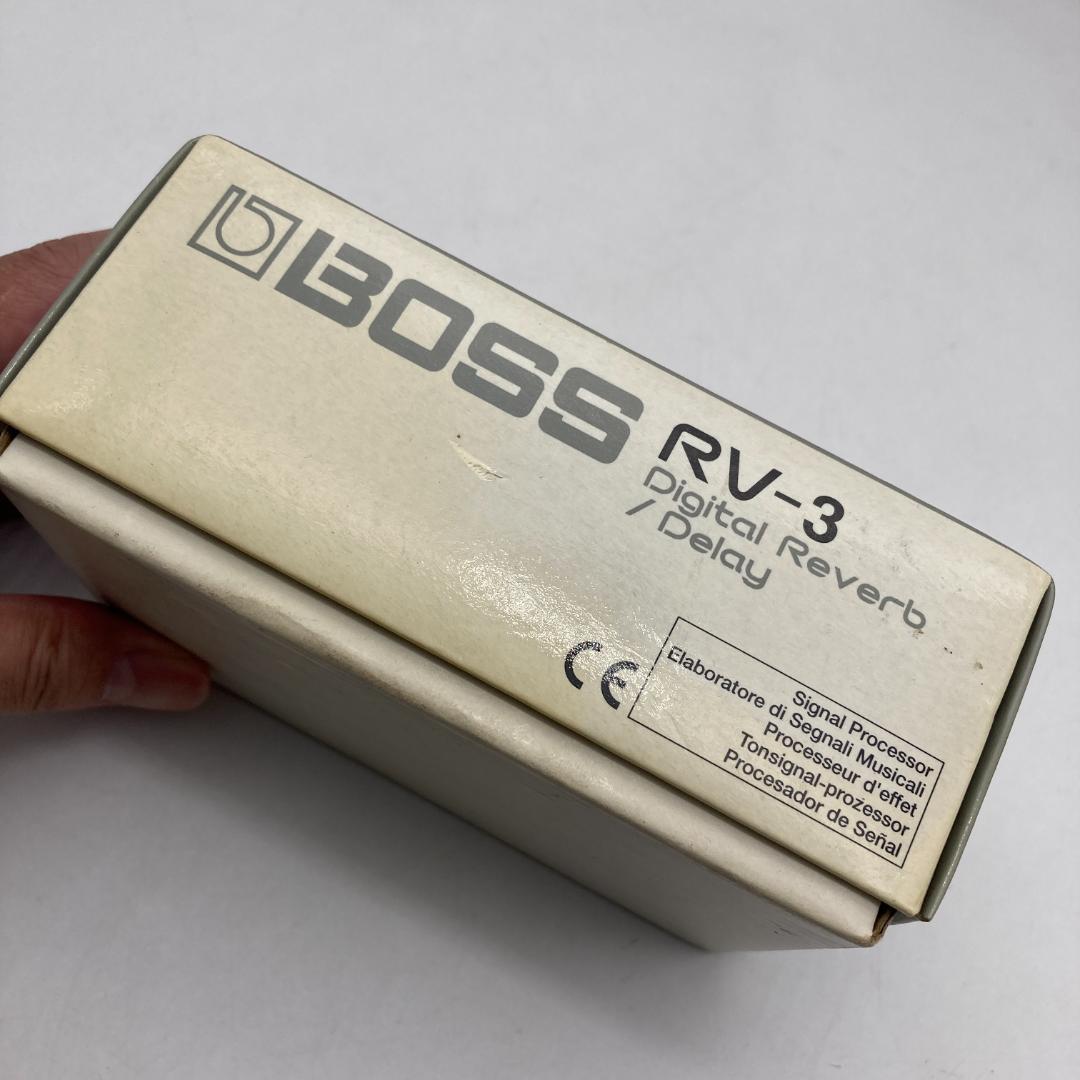 BOSS
RV-3
Digital Reverb
/Delay
CE
Signal Processor
Elaboratore di Segnali Musicali
Processeur d'effet
Tonsignal-prozessor
Procesador de Señal